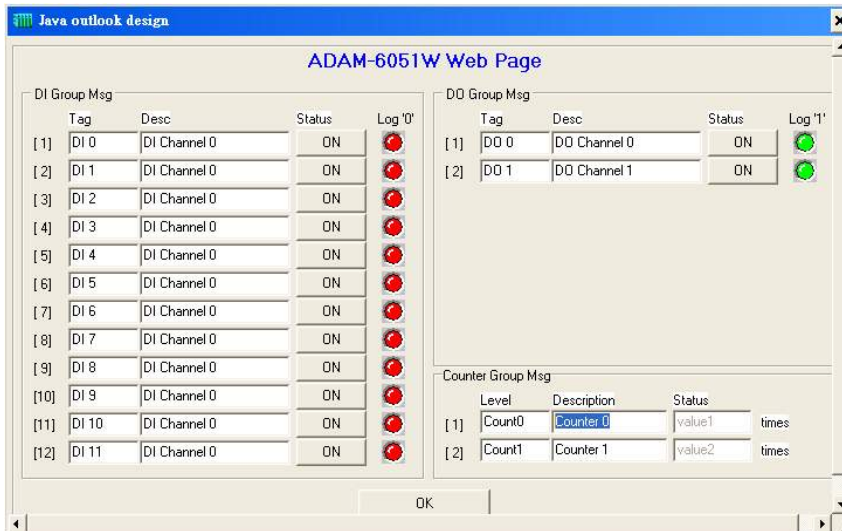 Java outlook design
ADAM-6051W Web Page
DI Group Msg
Tag Desc Status Log '0'
[ 1] DI 0 DI Channel 0 ON
[ 2] DI 1 DI Channel 0 ON
[ 3] DI 2 DI Channel 0 ON
[ 4] DI 3 DI Channel 0 ON
[ 5] DI 4 DI Channel 0 ON
[ 6] DI 5 DI Channel 0 ON
[ 7] DI 6 DI Channel 0 ON
[ 8] DI 7 DI Channel 0 ON
[ 9] DI 8 DI Channel 0 ON
[10] DI 9 DI Channel 0 ON
[11] DI 10 DI Channel 0 ON
[12] DI 11 DI Channel 0 ON
DO Group Msg
Tag Desc Status Log '1'
[ 1] DO 0 DO Channel 0 ON
[ 2] DO 1 DO Channel 1 ON
Counter Group Msg
Level Description Status
[ 1] Count0 Counter 0 value1 times
[ 2] Count1 Counter 1 value2 times
OK